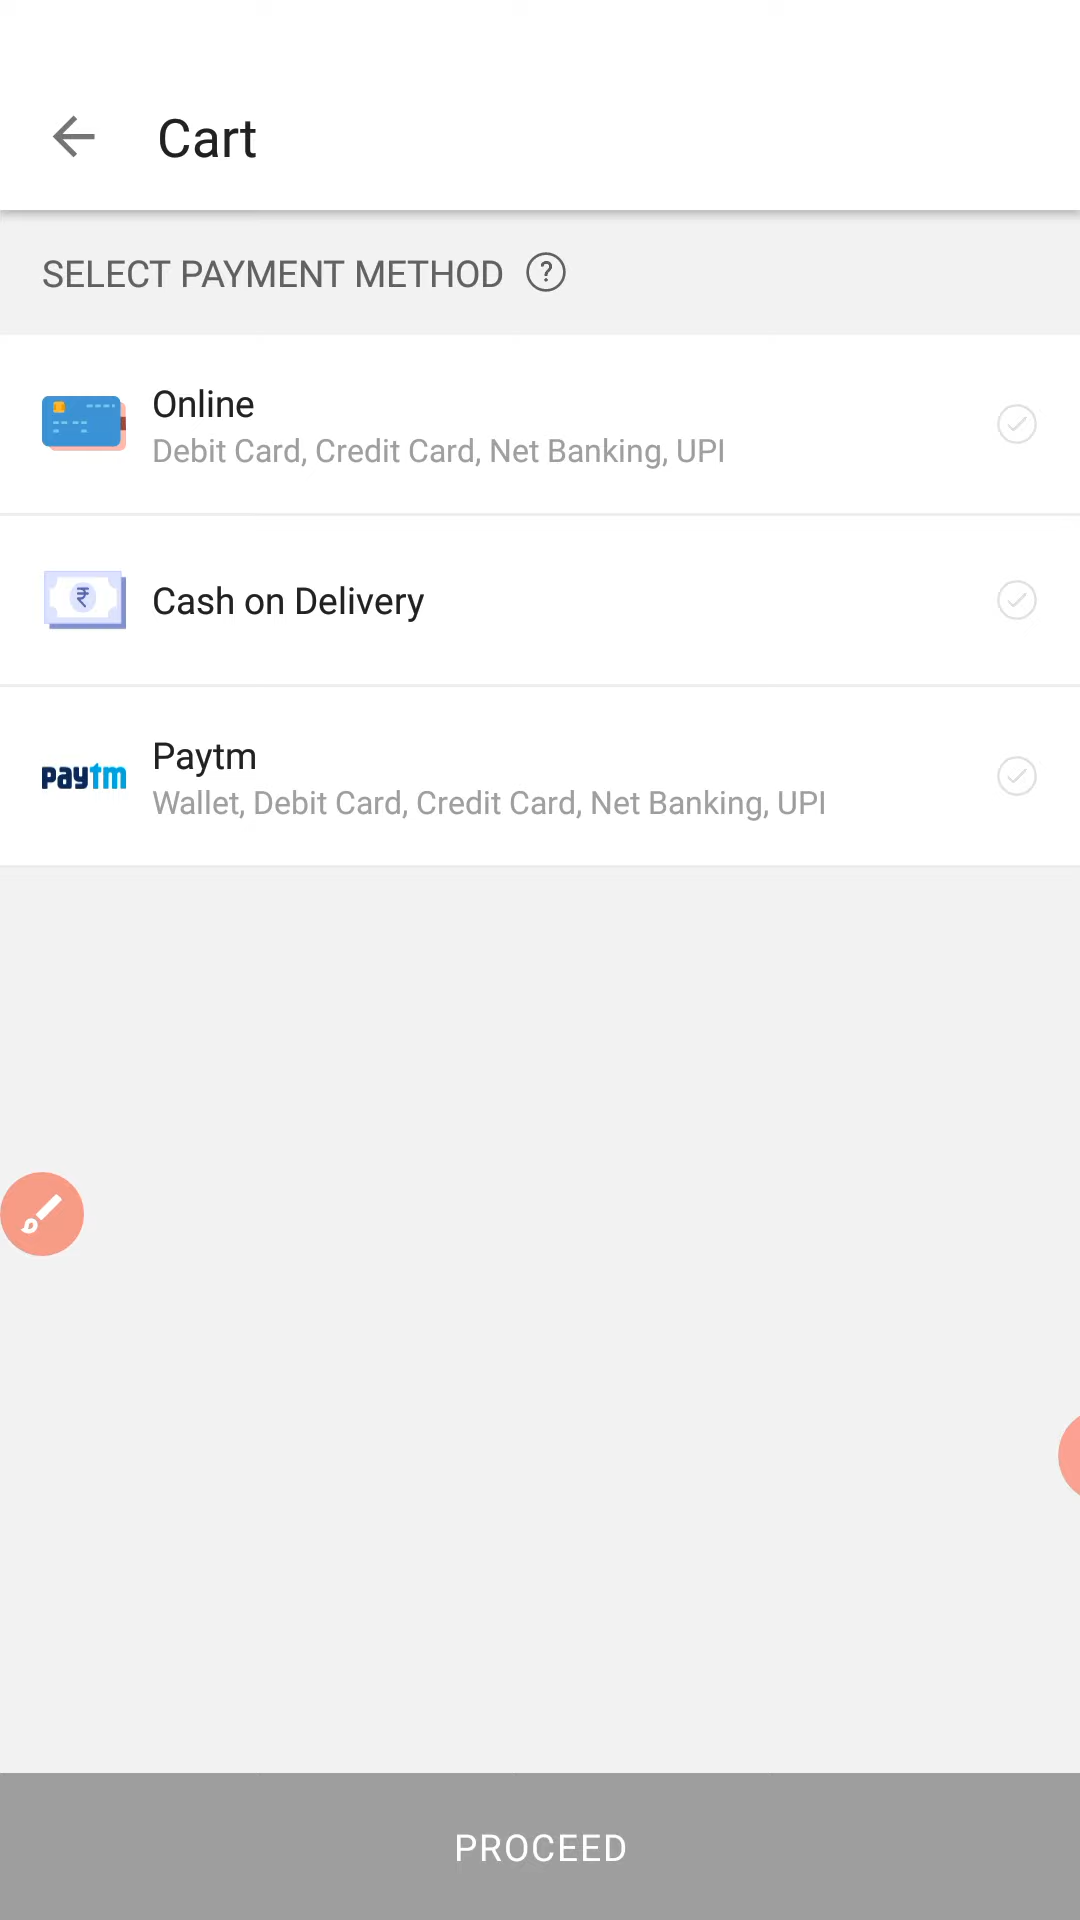 Cart
SELECT PAYMENT METHOD ?
Online
Debit Card, Credit Card, Net Banking, UPI
₹ Cash on Delivery
Paytm
paytm
Wallet, Debit Card, Credit Card, Net Banking, UPI
PROCEED